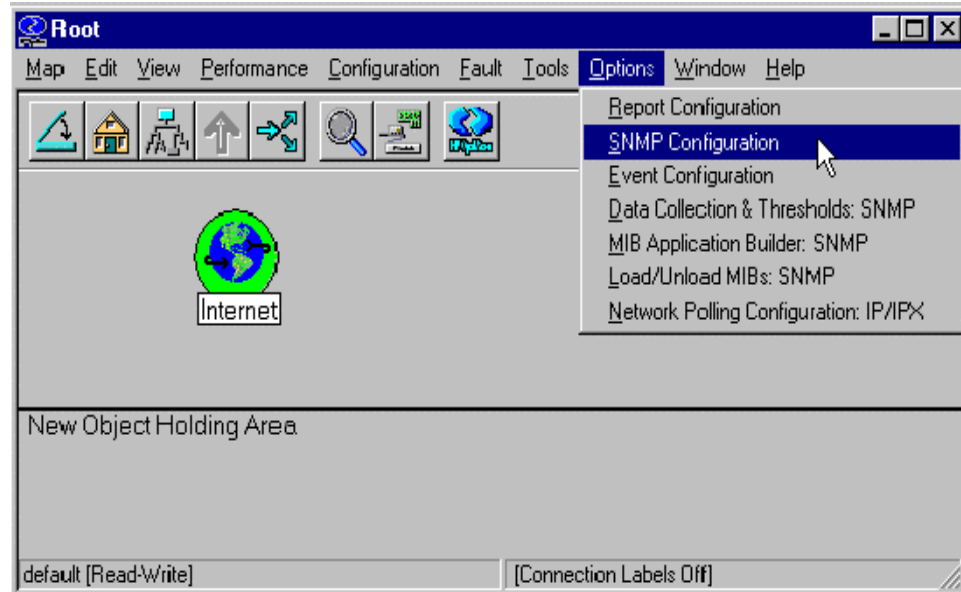 Root
Map Edit View Performance Configuration Fault Tools Options Window Help
Report Configuration
SNMP Configuration
Event Configuration
Data Collection & Thresholds: SNMP
MIB Application Builder: SNMP
Load/Unload MIBs: SNMP
Network Polling Configuration: IP/IPX
Internet
New Object Holding Area
default [Read-Write]
[Connection Labels Off]